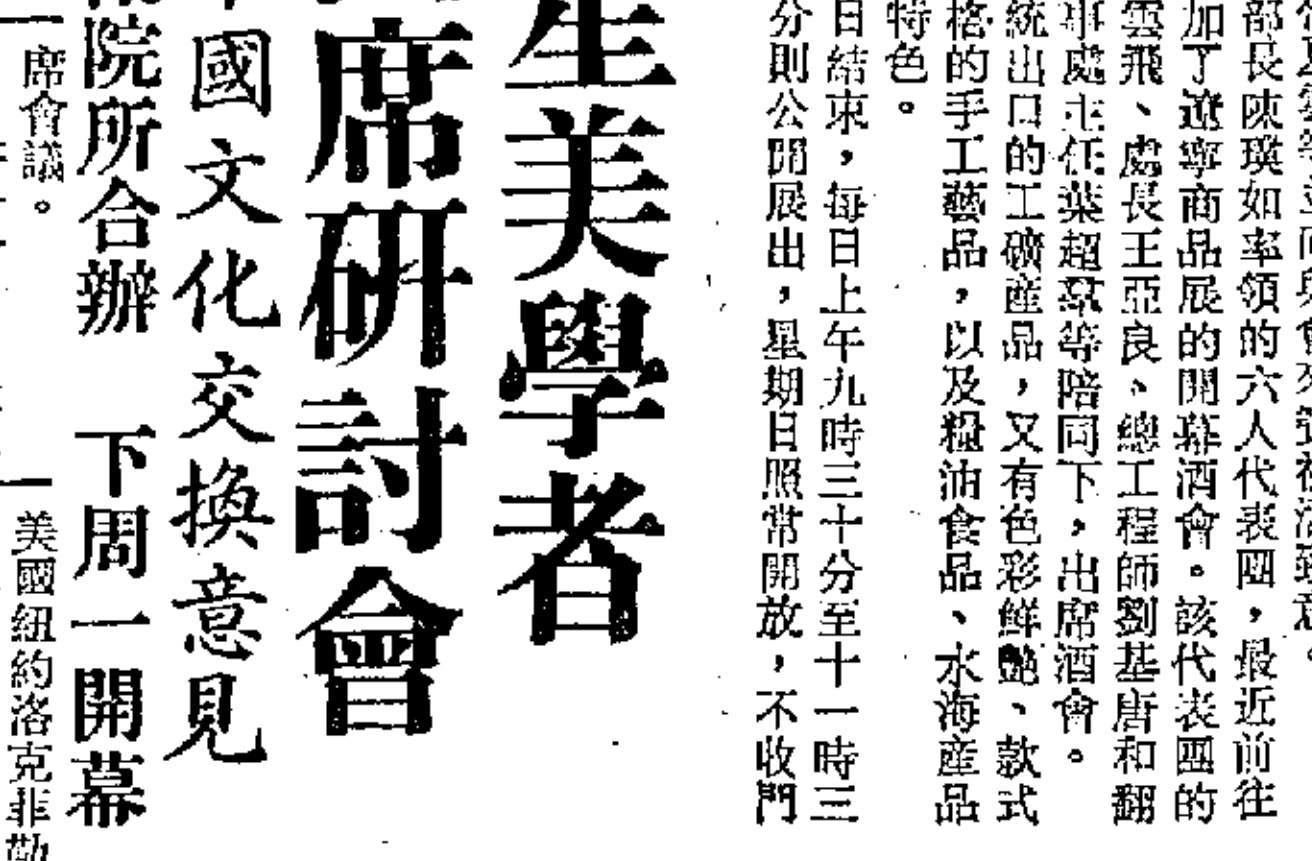 部長陳瑛如率領的六人代表團，最近前往
加了遼寧商品展的開幕酒會。該代表團的
雲飛、處長王亞良、總工程師劉基唐和翻
事處主任葉超羣等陪同下，出席酒會。
統出口的工礦產品，又有色彩鮮艷、款式
格的手工藝品，以及糧油食品、水海產品
特色。
日結束，每日上午九時三十分至十一時三
分則公開展出，星期日照常開放，不收門
生美學者
席研討會
國文化交換意見
院所合辦 下周一開幕
席會議。
美國紐約洛克菲勒